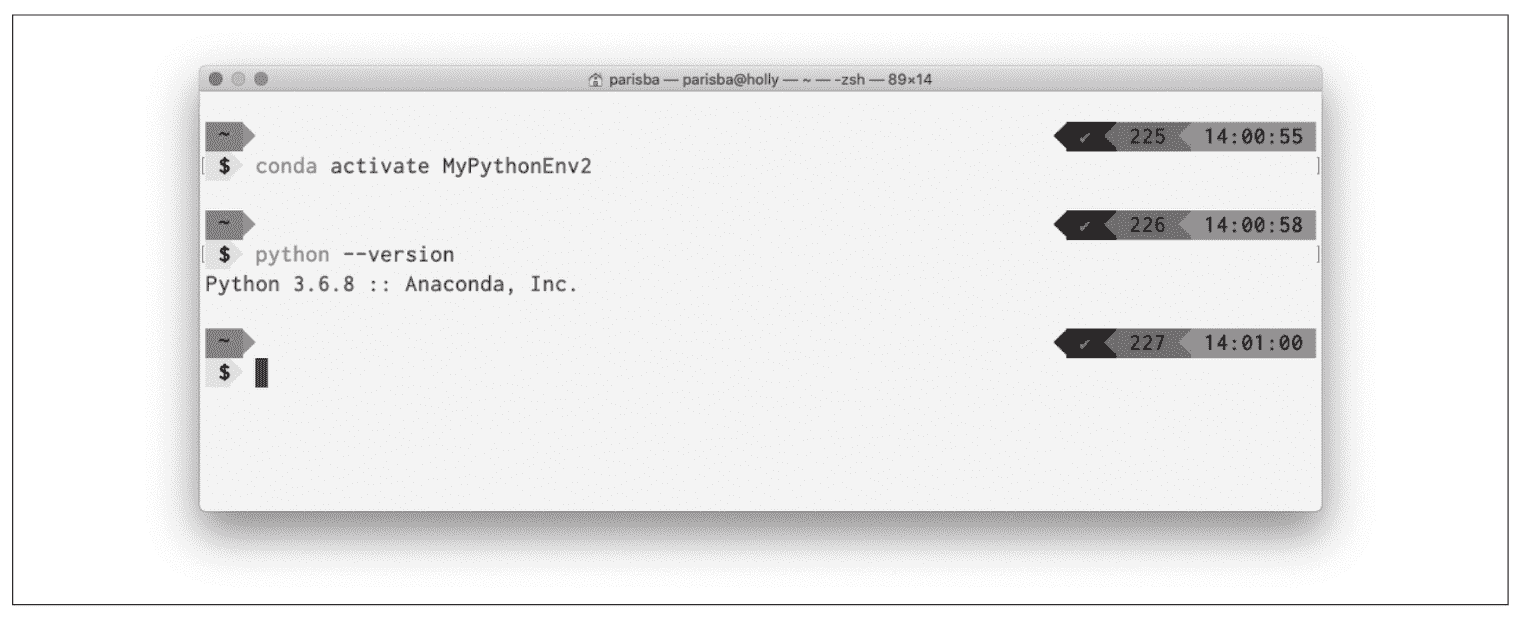 parisba — parisba@holly — ~ — -zsh — 89×14
~ ✔ 225 14:00:55
$ conda activate MyPythonEnv2
~ ✔ 226 14:00:58
$ python --version
Python 3.6.8 :: Anaconda, Inc.
~ ✔ 227 14:01:00
$